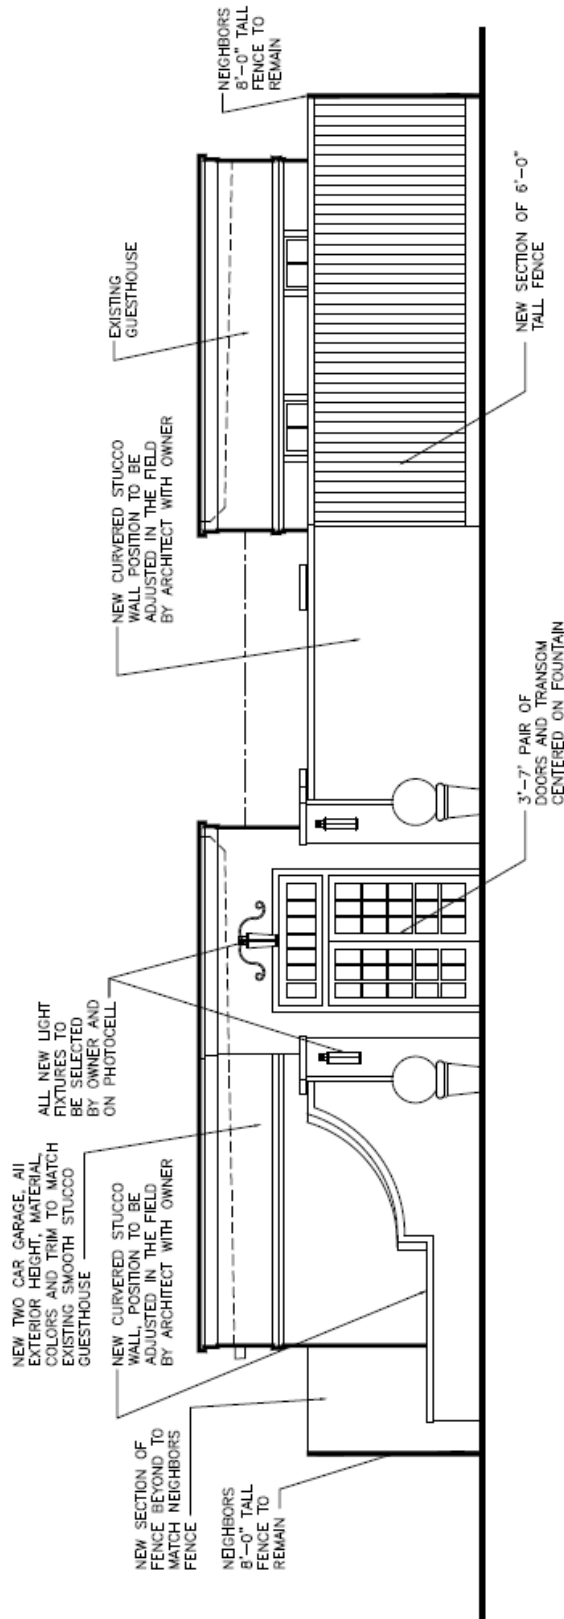 NEW TWO CAR GARAGE, All
EXTERIOR HEIGHT, MATERIAL,
COLORS AND TRIM TO MATCH
EXISTING SMOOTH STUCCO
GUESTHOUSE
ALL NEW LIGHT
FIXTURES TO
BE SELECTED
BY OWNER AND
ON PHOTOCELL
NEW CURVERED STUCCO
WALL, POSITION TO BE
ADJUSTED IN THE FIELD
BY ARCHITECT WITH OWNER
NEW CURVERED STUCCO
WALL POSITION TO BE
ADJUSTED IN THE FIELD
BY ARCHITECT WITH OWNER
EXISTING
GUESTHOUSE
NEW SECTION OF
FENCE BEYOND TO
MATCH NEIGHBORS
FENCE
NEIGHBORS
8'-0" TALL
FENCE TO
REMAIN
NEIGHBORS
8'-0" TALL
FENCE TO
REMAIN
3'-7' PAIR OF
DOORS AND TRANSOM
CENTERED ON FOUNTAIN
NEW SECTION OF 6'-0"
TALL FENCE